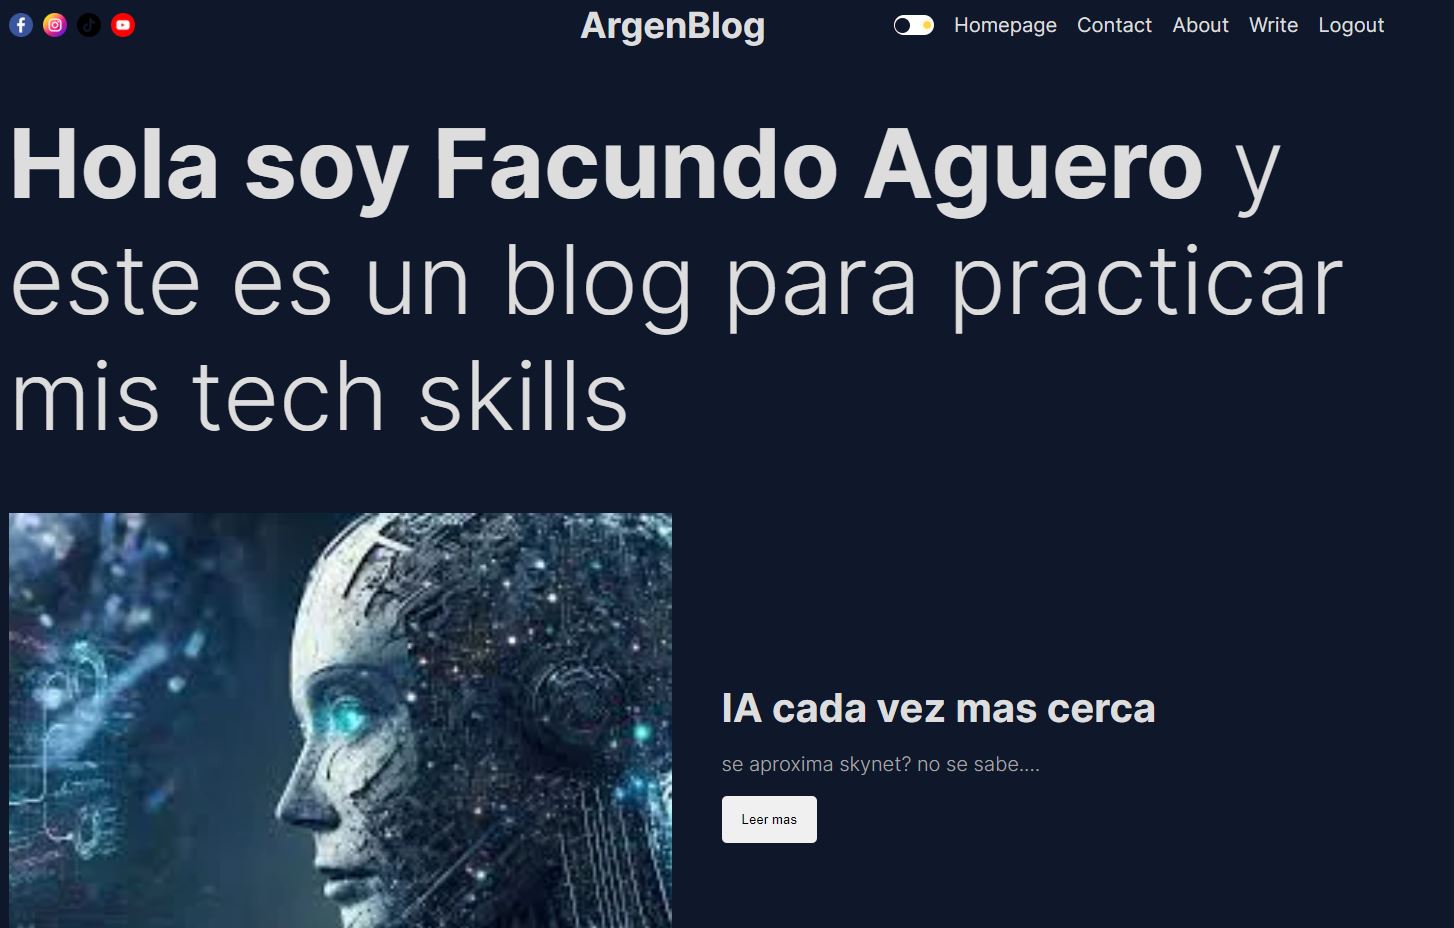 ArgenBlog
Homepage Contact About Write Logout
Hola soy Facundo Aguero y
este es un blog para practicar
mis tech skills
IA cada vez mas cerca
se aproxima skynet? no se sabe....
Leer mas